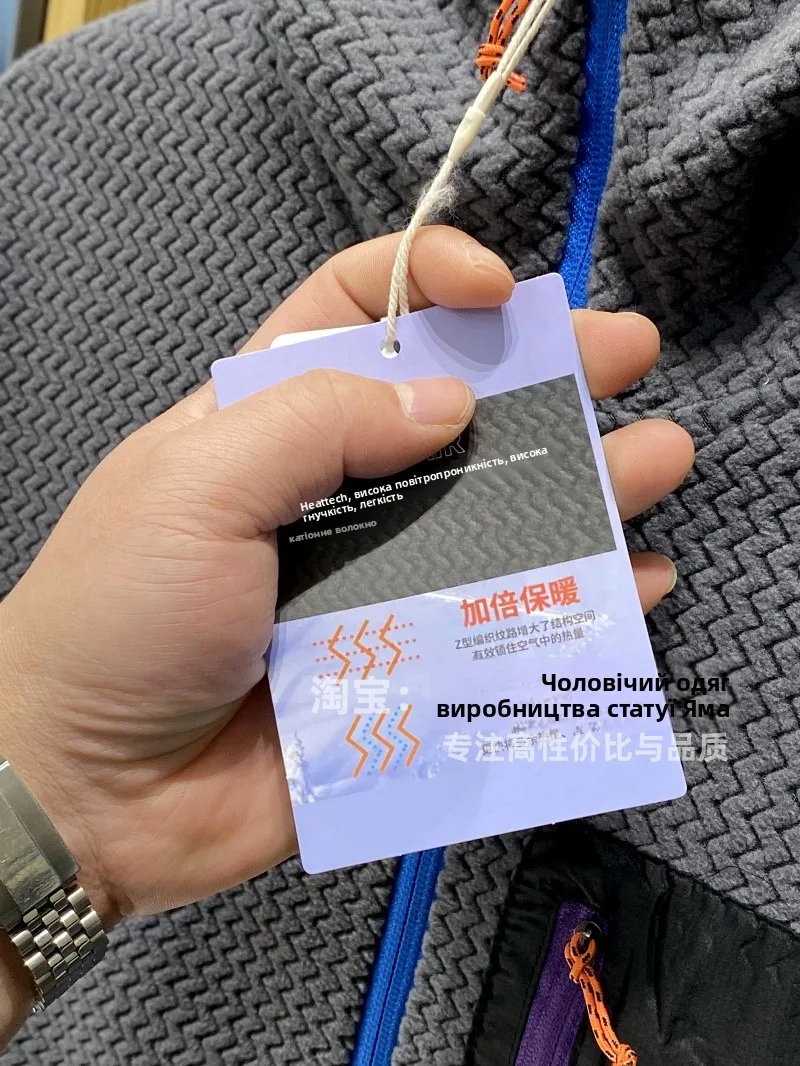 Heattech, висока повітропроникність, висока
гнучкість, легкість
катіонне волокно
加倍保暖
Z型编织纹路增大了结构空间
有效锁住空气中的热量
淘宝：
Чоловічий одяг
виробництва статуї Яма
专注高性价比与品质